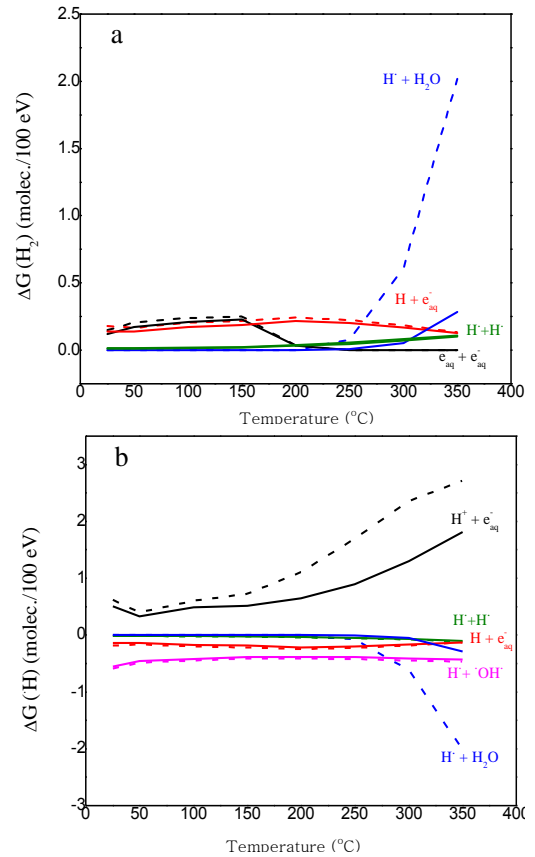 a
ΔG(H₂) (molec./100 eV)
2.5
2.0
1.5
1.0
0.5
0.0
H˙ + H₂O
H + e⁻aq
H˙+H˙
e⁻aq + e⁻aq
0 50 100 150 200 250 300 350 400
Temperature (°C)
b
ΔG(˙H) (molec./100 eV)
3
2
1
0
-1
-2
-3
H⁺ + e⁻aq
H˙+H˙
H + e⁻aq
H˙ + ˙OH˙
H˙ + H₂O
0 50 100 150 200 250 300 350 400
Temperature (°C)